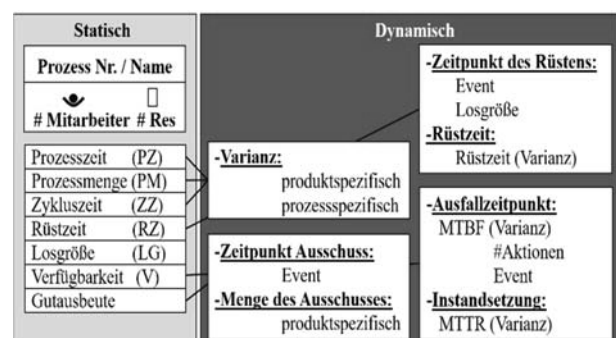 Statisch
Prozess Nr. / Name
# Mitarbeiter # Res
Prozesszeit (PZ)
Prozessmenge (PM)
Zykluszeit (ZZ)
Rüstzeit (RZ)
Losgröße (LG)
Verfügbarkeit (V)
Gutausbeute
Dynamisch
-Varianz:
produktspezifisch
prozessspezifisch
-Zeitpunkt Ausschuss:
Event
-Menge des Ausschusses:
produktspezifisch
-Zeitpunkt des Rüstens:
Event
Losgröße
-Rüstzeit:
Rüstzeit (Varianz)
-Ausfallzeitpunkt:
MTBF (Varianz)
#Aktionen
Event
-Instandsetzung:
MTTR (Varianz)